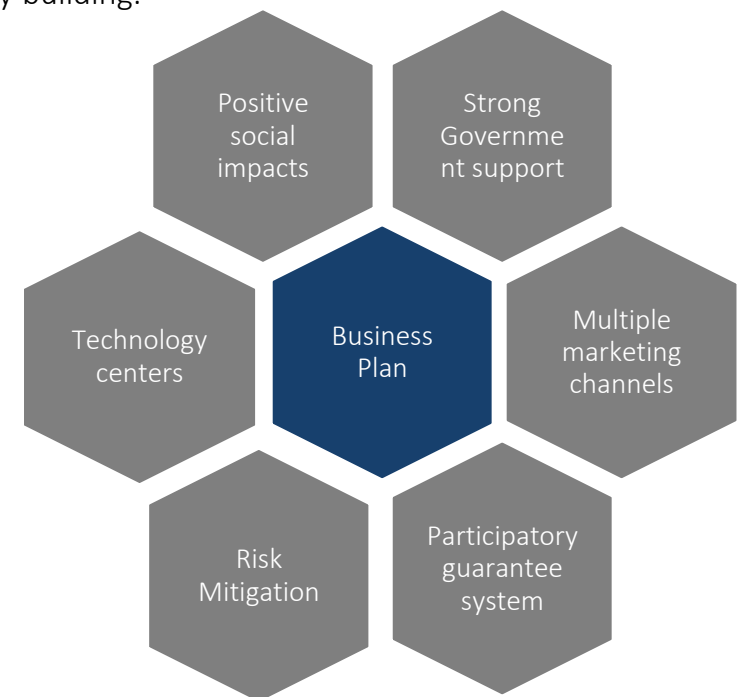 y building.
Positive
social
impacts
Strong
Governme
nt support
Technology
centers
Business
Plan
Multiple
marketing
channels
Risk
Mitigation
Participatory
guarantee
system